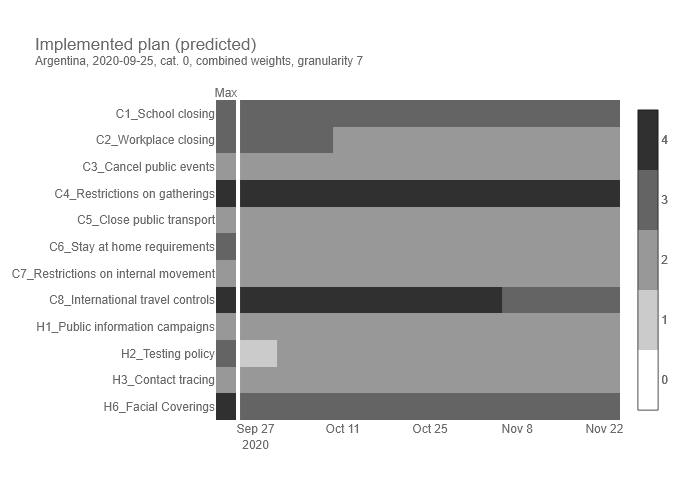 Implemented plan (predicted)
Argentina, 2020-09-25, cat. 0, combined weights, granularity 7
Max
C1_School closing
C2_Workplace closing
C3_Cancel public events
C4_Restrictions on gatherings
C5_Close public transport
C6_Stay at home requirements
C7_Restrictions on internal movement
C8_International travel controls
H1_Public information campaigns
H2_Testing policy
H3_Contact tracing
H6_Facial Coverings
4
3
2
1
0
Sep 27 Oct 11 Oct 25 Nov 8 Nov 22
2020